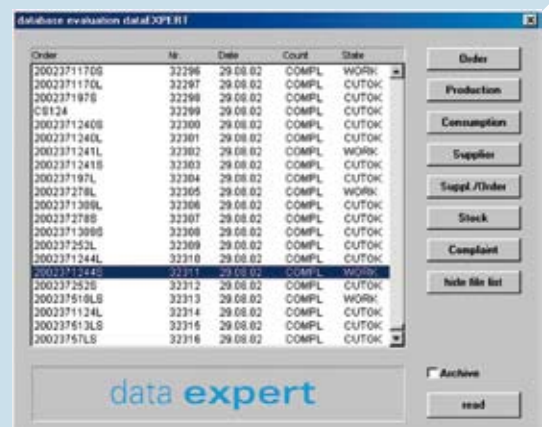 database evaluation dataEXPERT
Order Nr. Date Count State
2002371170S 32296 29.08.02 COMPL WORK
2002371170L 32297 29.08.02 COMPL CUTOK
200237197S 32298 29.08.02 COMPL CUTOK
CS124 32299 29.08.02 COMPL CUTOK
2002371240S 32300 29.08.02 COMPL CUTOK
2002371240L 32301 29.08.02 COMPL CUTOK
2002371241L 32302 29.08.02 COMPL WORK
2002371241S 32303 29.08.02 COMPL CUTOK
200237197L 32304 29.08.02 COMPL CUTOK
200237278L 32305 29.08.02 COMPL WORK
2002371309L 32306 29.08.02 COMPL CUTOK
200237278S 32307 29.08.02 COMPL CUTOK
2002371309S 32308 29.08.02 COMPL CUTOK
200237252L 32309 29.08.02 COMPL CUTOK
2002371244L 32310 29.08.02 COMPL CUTOK
2002371244S 32311 29.08.02 COMPL WORK
200237252S 32312 29.08.02 COMPL CUTOK
200237510LS 32313 29.08.02 COMPL WORK
2002371124L 32314 29.08.02 COMPL CUTOK
200237513LS 32315 29.08.02 COMPL CUTOK
20023757LS 32316 29.08.02 COMPL CUTOK
Order
Production
Consumption
Supplier
Suppl./Order
Stock
Complaint
hide file list
Archive
read
data expert